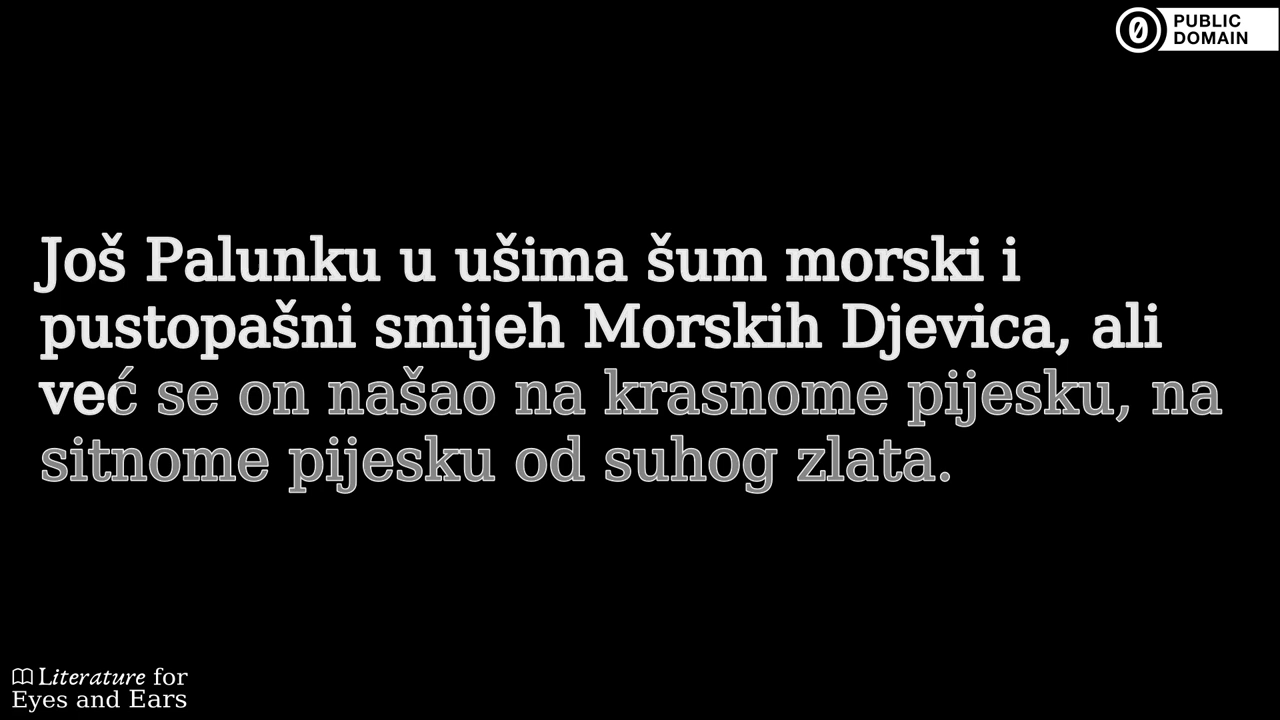 PUBLIC
DOMAIN
Još Palunku u ušima šum morski i
pustopašni smijeh Morskih Djevica, ali
već se on našao na krasnome pijesku, na
sitnome pijesku od suhog zlata.
Literature for
Eyes and Ears